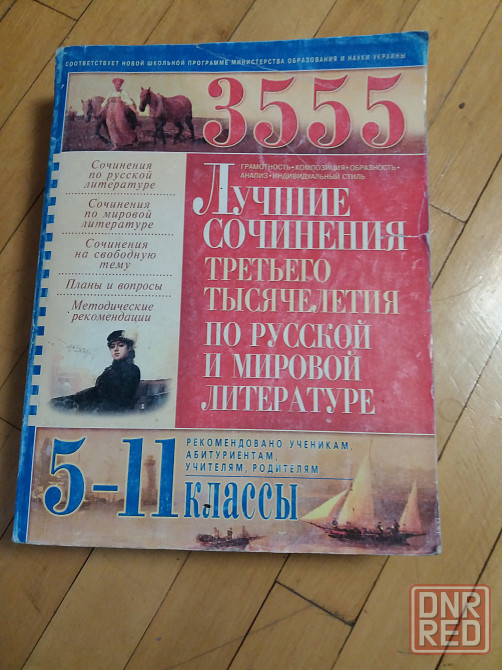 СООТВЕТСТВУЕТ НОВОЙ ШКОЛЬНОЙ ПРОГРАММЕ МИНИСТЕРСТВА ОБРАЗОВАНИЯ И НАУКИ УКРАИНЫ
3555
ГРАМОТНОСТЬ • КОМПОЗИЦИЯ • ОБРАЗНОСТЬ •
АНАЛИЗ • ИНДИВИДУАЛЬНЫЙ СТИЛЬ
Сочинения
по русской
литературе
Сочинения
по мировой
литературе
Сочинения
на свободную
тему
Планы и вопросы
Методические
рекомендации
ЛУЧШИЕ
СОЧИНЕНИЯ
ТРЕТЬЕГО
ТЫСЯЧЕЛЕТИЯ
ПО РУССКОЙ
И МИРОВОЙ
ЛИТЕРАТУРЕ
5-11 КЛАССЫ
РЕКОМЕНДОВАНО УЧЕНИКАМ,
АБИТУРИЕНТАМ,
УЧИТЕЛЯМ, РОДИТЕЛЯМ
DNR
RED